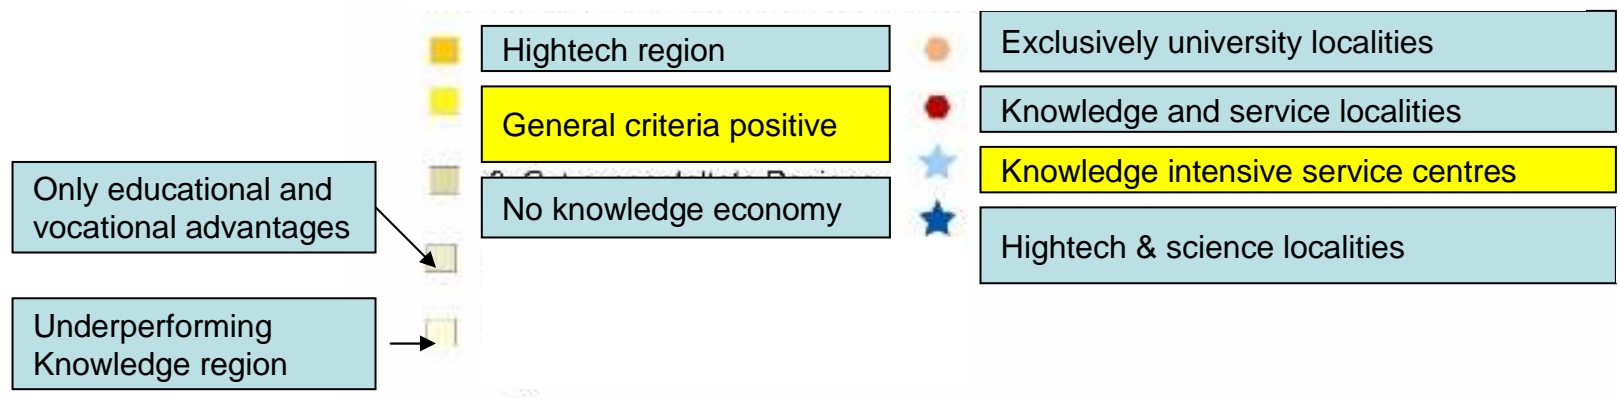 Hightech region
General criteria positive
No knowledge economy
Only educational and
vocational advantages
Underperforming
Knowledge region
Exclusively university localities
Knowledge and service localities
Knowledge intensive service centres
Hightech & science localities